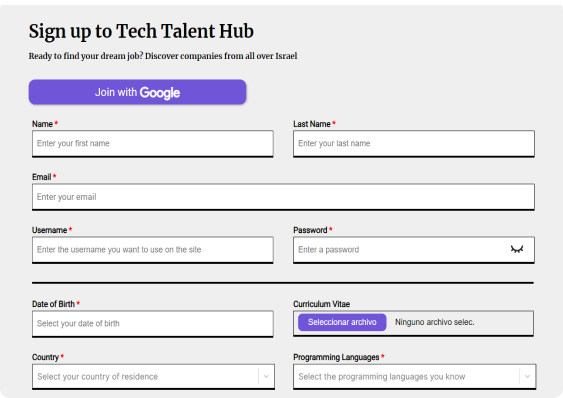 Sign up to Tech Talent Hub
Ready to find your dream job? Discover companies from all over Israel
Join with Google
Name * Last Name *
Enter your first name Enter your last name
Email *
Enter your email
Username * Password *
Enter the username you want to use on the site Enter a password
Date of Birth * Curriculum Vitae
Select your date of birth Seleccionar archivo Ninguno archivo selec.
Country * Programming Languages *
Select your country of residence Select the programming languages you know